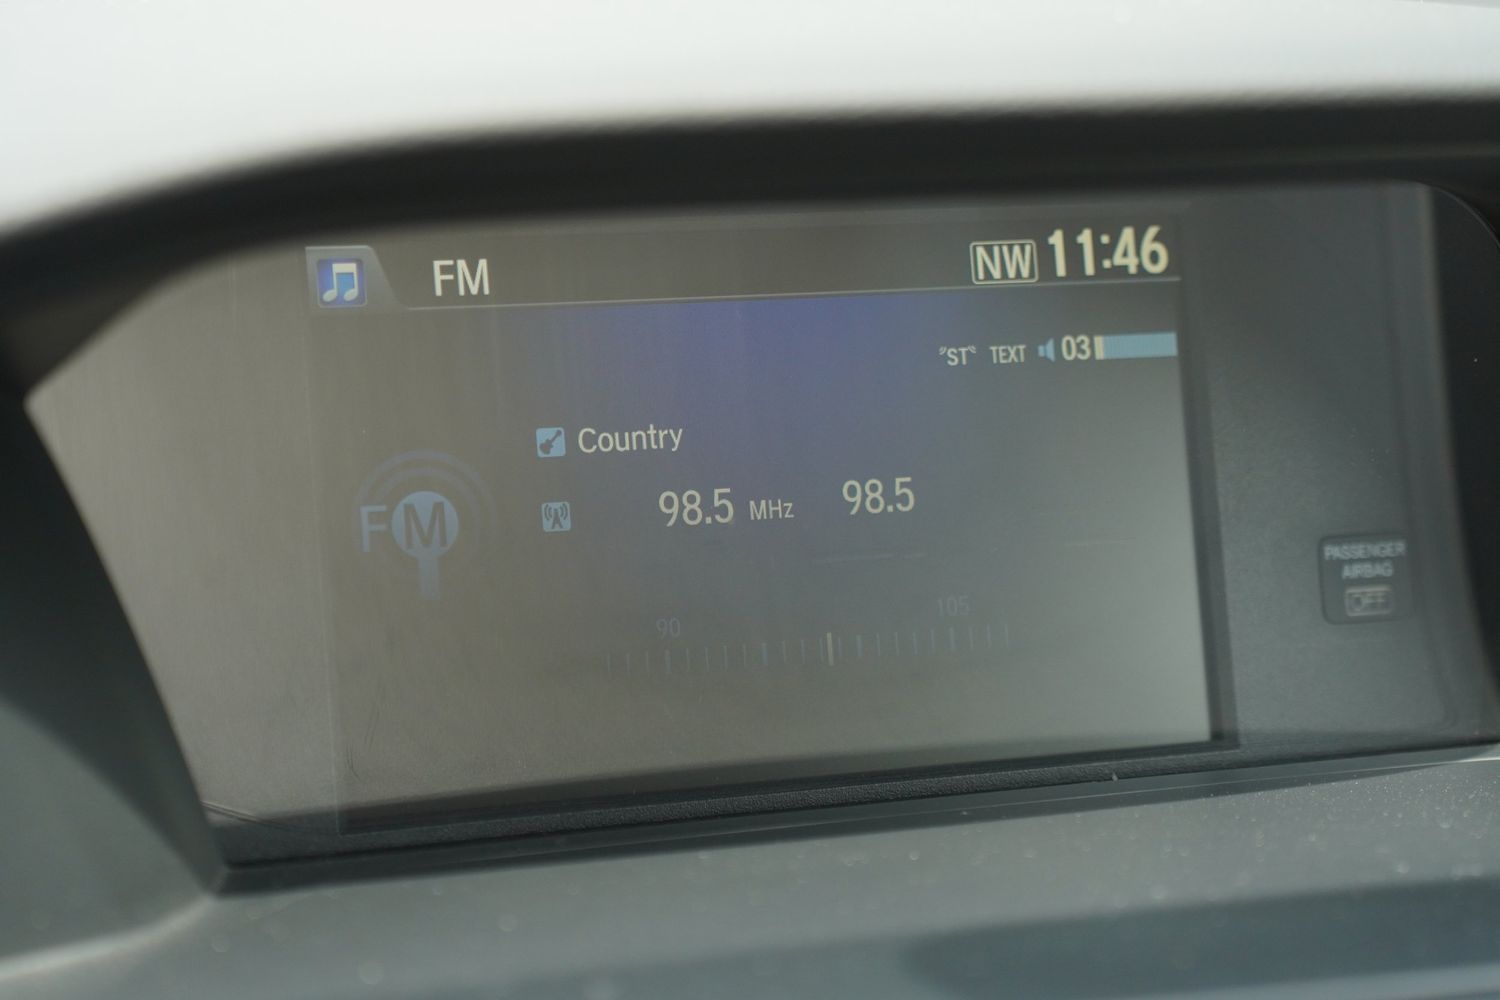 FM
NW 11:46
ST TEXT 03
Country
FM
98.5 MHz 98.5
90 105
PASSENGER
AIRBAG
OFF